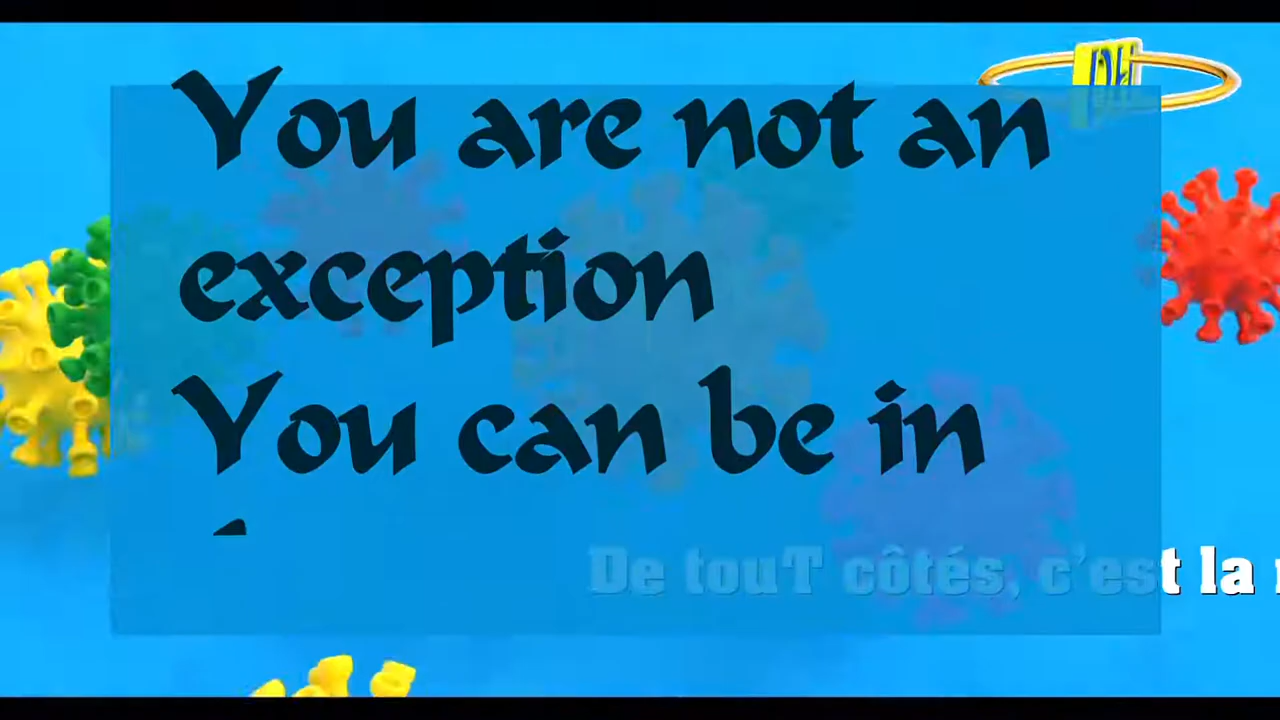 You are not an
exception
You can be in
De touT côtés, c'est la